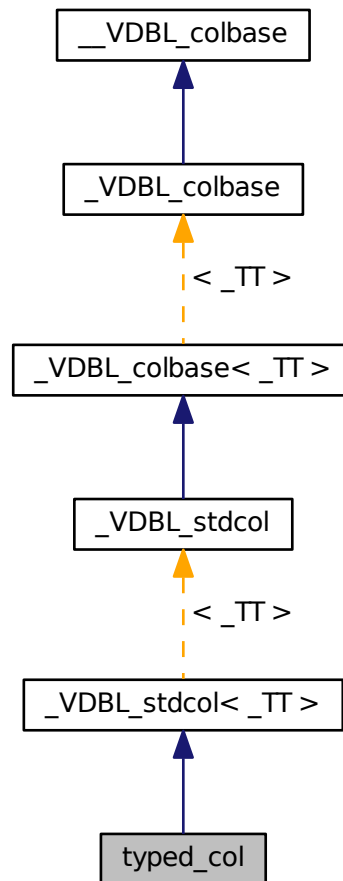 __VDBL_colbase
_VDBL_colbase
< _TT >
_VDBL_colbase< _TT >
_VDBL_stdcol
< _TT >
_VDBL_stdcol< _TT >
typed_col